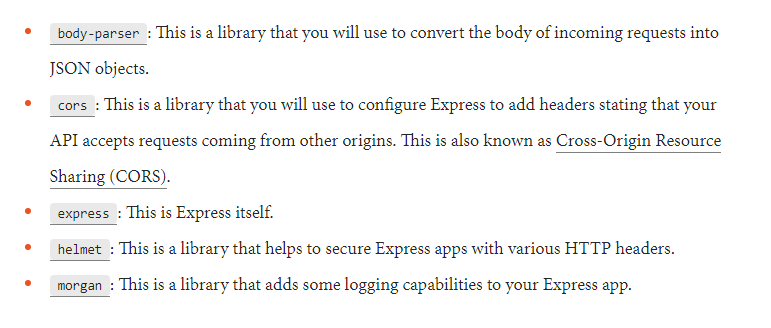 • body-parser : This is a library that you will use to convert the body of incoming requests into
JSON objects.
• cors : This is a library that you will use to configure Express to add headers stating that your
API accepts requests coming from other origins. This is also known as Cross-Origin Resource
Sharing (CORS).
• express : This is Express itself.
• helmet : This is a library that helps to secure Express apps with various HTTP headers.
• morgan : This is a library that adds some logging capabilities to your Express app.